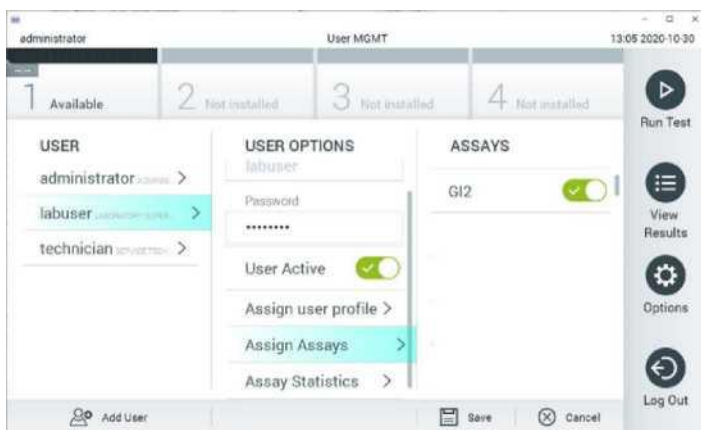 administrator
User MGMT
13:05 2020-10-30
1 Available
2 Not installed
3 Not installed
4 Not installed
Run Test
View
Results
Options
Log Out
USER
administrator
labuser
technician
USER OPTIONS
labuser
Password
••••••••
User Active
Assign user profile >
Assign Assays >
Assay Statistics >
ASSAYS
GI2
Add User
Save
Cancel